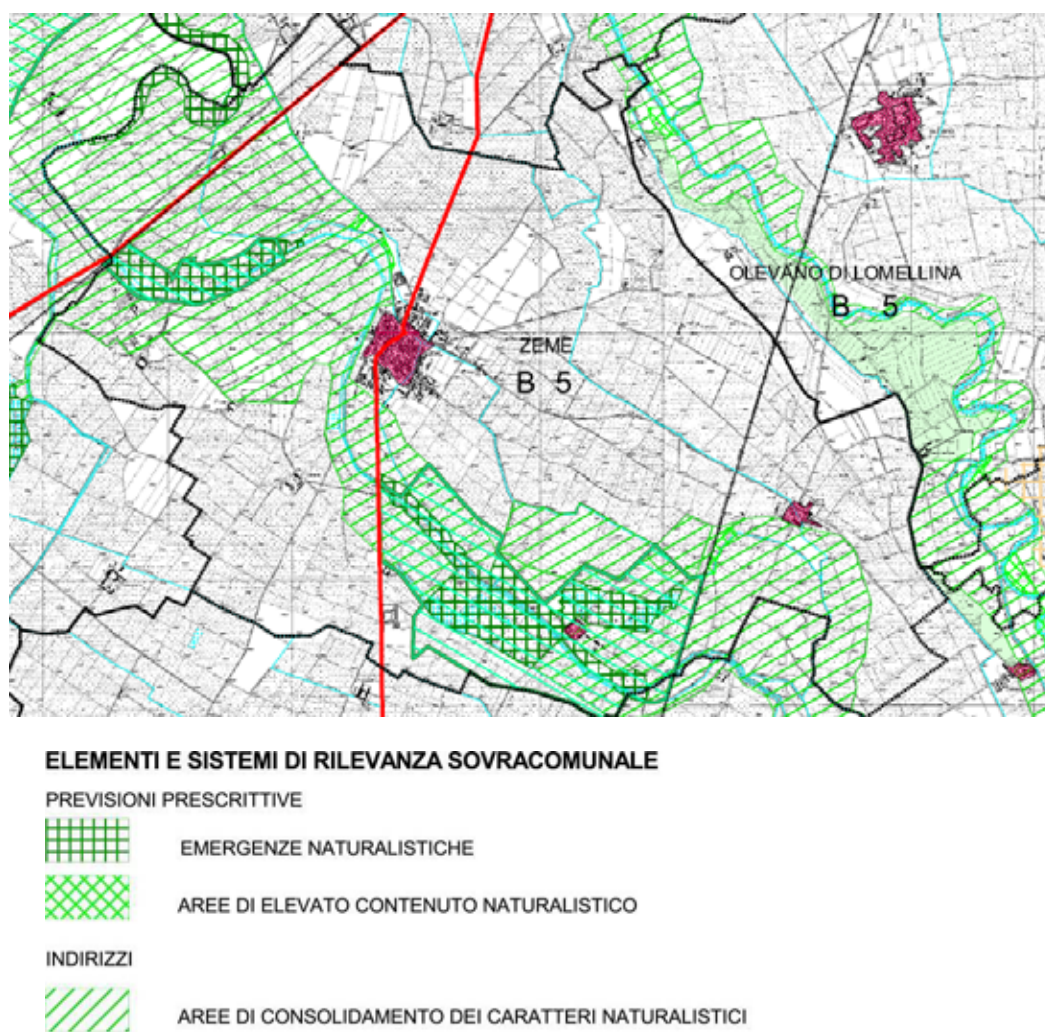 OLEVANO DI LOMELLINA
B 5
ZEME
B 5
ELEMENTI E SISTEMI DI RILEVANZA SOVRACOMUNALE
PREVISIONI PRESCRITTIVE
EMERGENZE NATURALISTICHE
AREE DI ELEVATO CONTENUTO NATURALISTICO
INDIRIZZI
AREE DI CONSOLIDAMENTO DEI CARATTERI NATURALISTICI